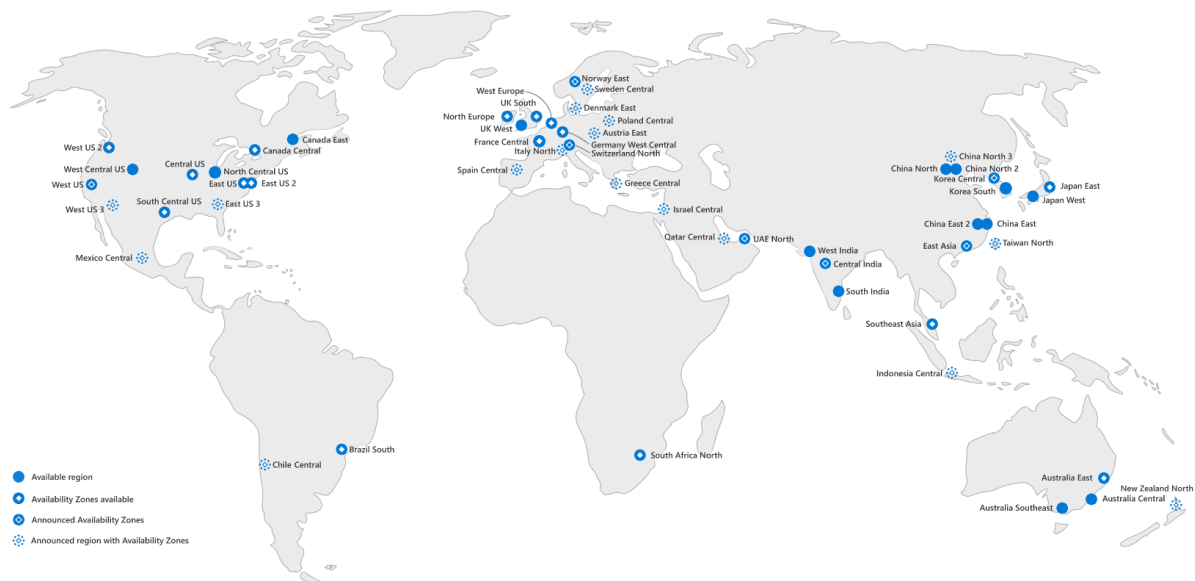 Norway East
Sweden Central
West Europe
UK South
Denmark East
North Europe
Poland Central
UK West
Austria East
Canada East
France Central
Germany West Central
West US 2
Canada Central
Italy North
Switzerland North
China North 3
Central US
West Central US
North Central US
Spain Central
China North
China North 2
Korea Central
West US
East US
East US 2
Greece Central
Korea South
Japan East
Japan West
West US 3
South Central US
East US 3
Israel Central
China East 2
China East
Qatar Central
UAE North
East Asia
Taiwan North
Mexico Central
West India
Central India
South India
Southeast Asia
Indonesia Central
Brazil South
South Africa North
Chile Central
Available region
Australia East
New Zealand North
Availability Zones available
Australia Central
Australia Southeast
Announced Availability Zones
Announced region with Availability Zones